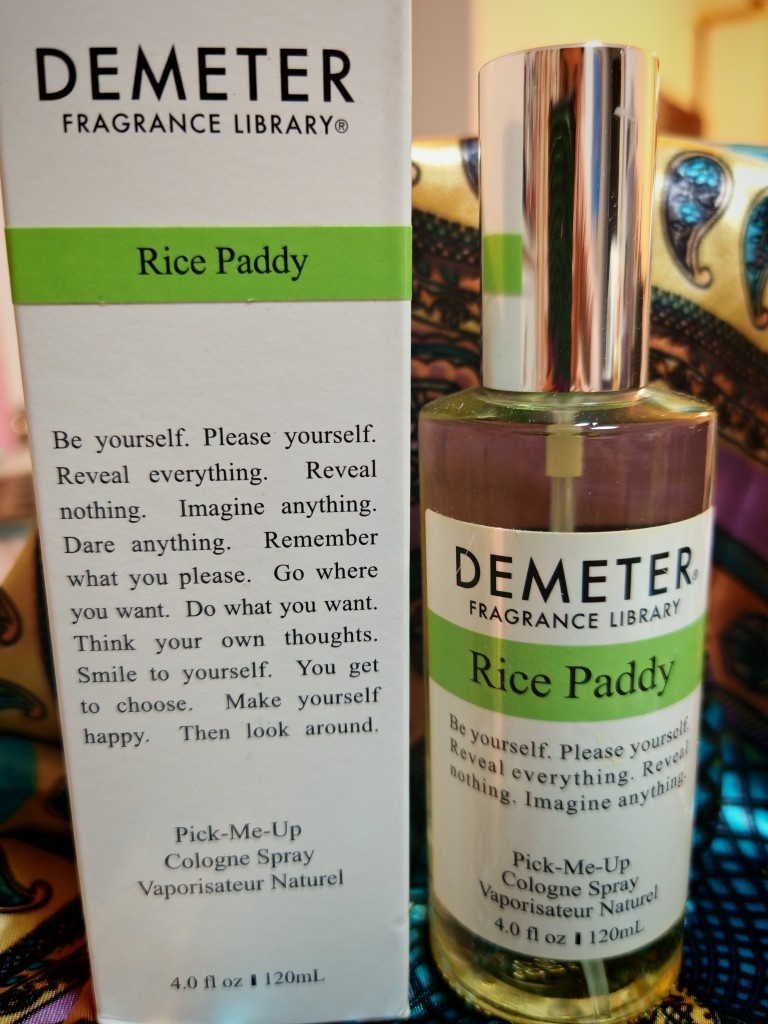 DEMETER
FRAGRANCE LIBRARY®
Rice Paddy
Be yourself. Please yourself.
Reveal everything. Reveal
nothing. Imagine anything.
Dare anything. Remember
what you please. Go where
you want. Do what you want.
Think your own thoughts.
Smile to yourself. You get
to choose. Make yourself
happy. Then look around.
Pick-Me-Up
Cologne Spray
Vaporisateur Naturel
4.0 fl oz ▮ 120mL
DEMETER®
FRAGRANCE LIBRARY
Rice Paddy
Be yourself. Please yourself.
Reveal everything. Reveal
nothing. Imagine anything.
Pick-Me-Up
Cologne Spray
Vaporisateur Naturel
4.0 fl oz ▮ 120mL